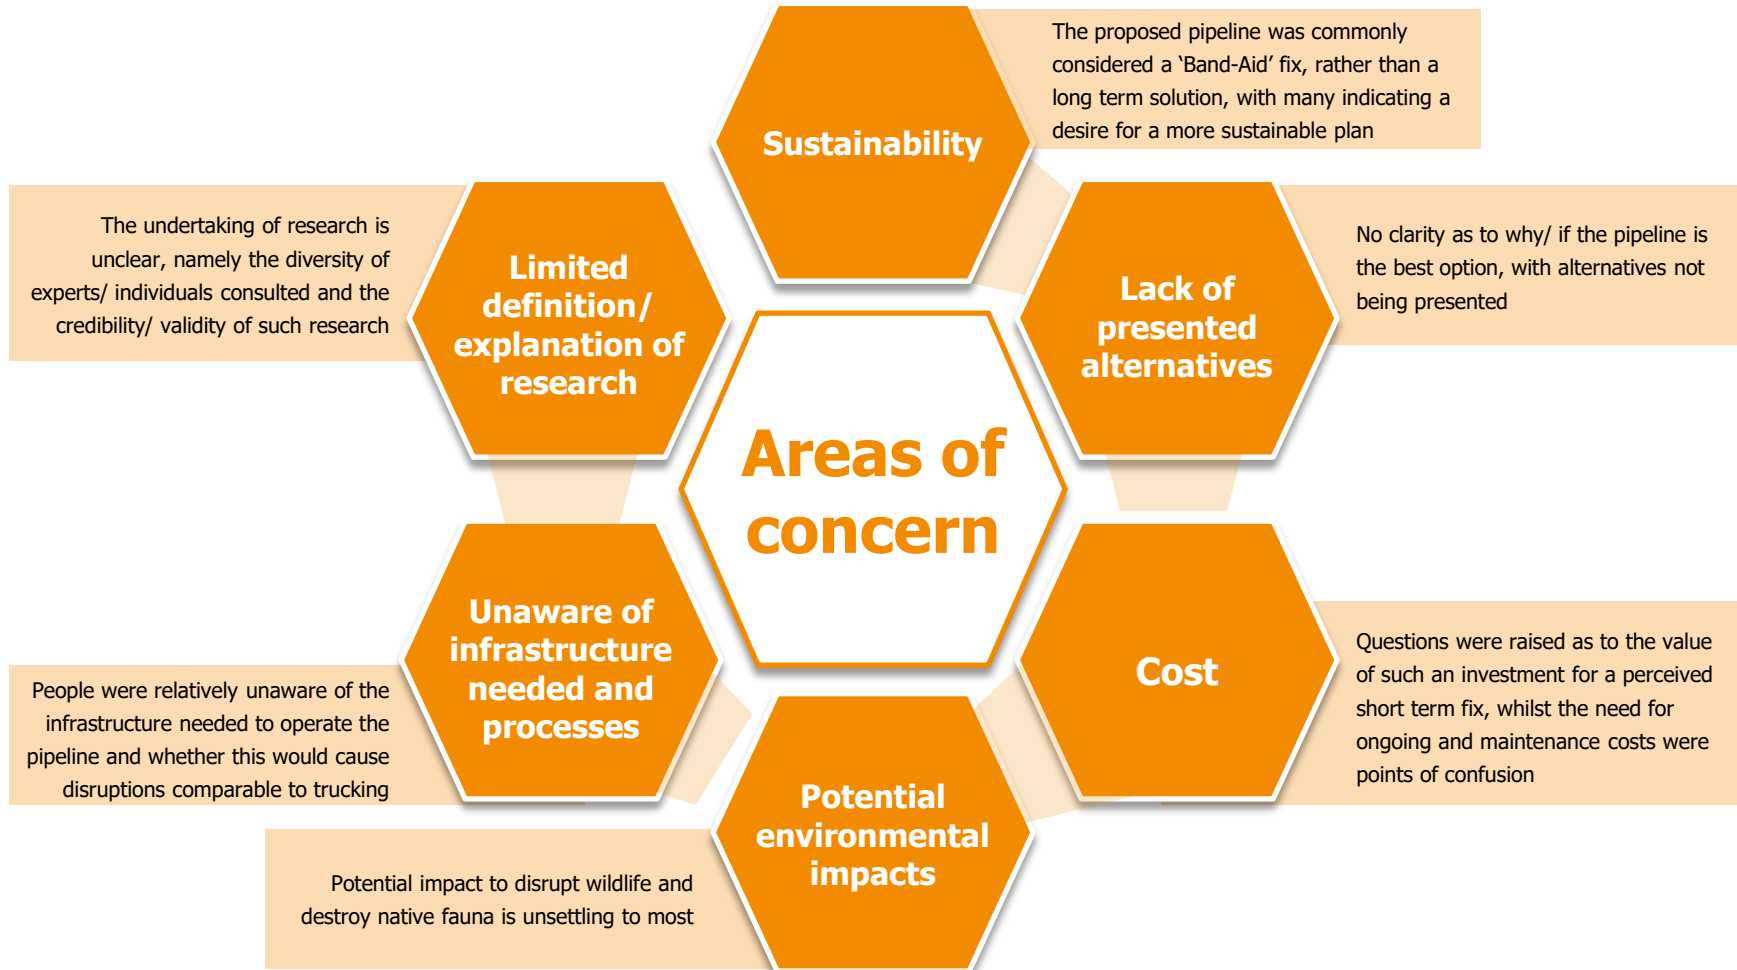 Sustainability
The proposed pipeline was commonly
considered a ‘Band-Aid’ fix, rather than a
long term solution, with many indicating a
desire for a more sustainable plan
Lack of
presented
alternatives
No clarity as to why/ if the pipeline is
the best option, with alternatives not
being presented
The undertaking of research is
unclear, namely the diversity of
experts/ individuals consulted and the
credibility/ validity of such research
Limited
definition/
explanation of
research
Areas of
concern
Cost
Questions were raised as to the value
of such an investment for a perceived
short term fix, whilst the need for
ongoing and maintenance costs were
points of confusion
Unaware of
infrastructure
needed and
processes
People were relatively unaware of the
infrastructure needed to operate the
pipeline and whether this would cause
disruptions comparable to trucking
Potential
environmental
impacts
Potential impact to disrupt wildlife and
destroy native fauna is unsettling to most